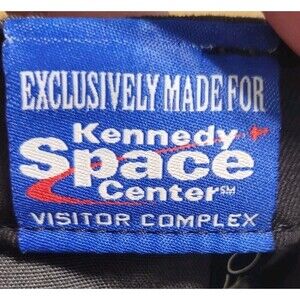 EXCLUSIVELY MADE FOR
Kennedy
Space
Center℠
VISITOR COMPLEX